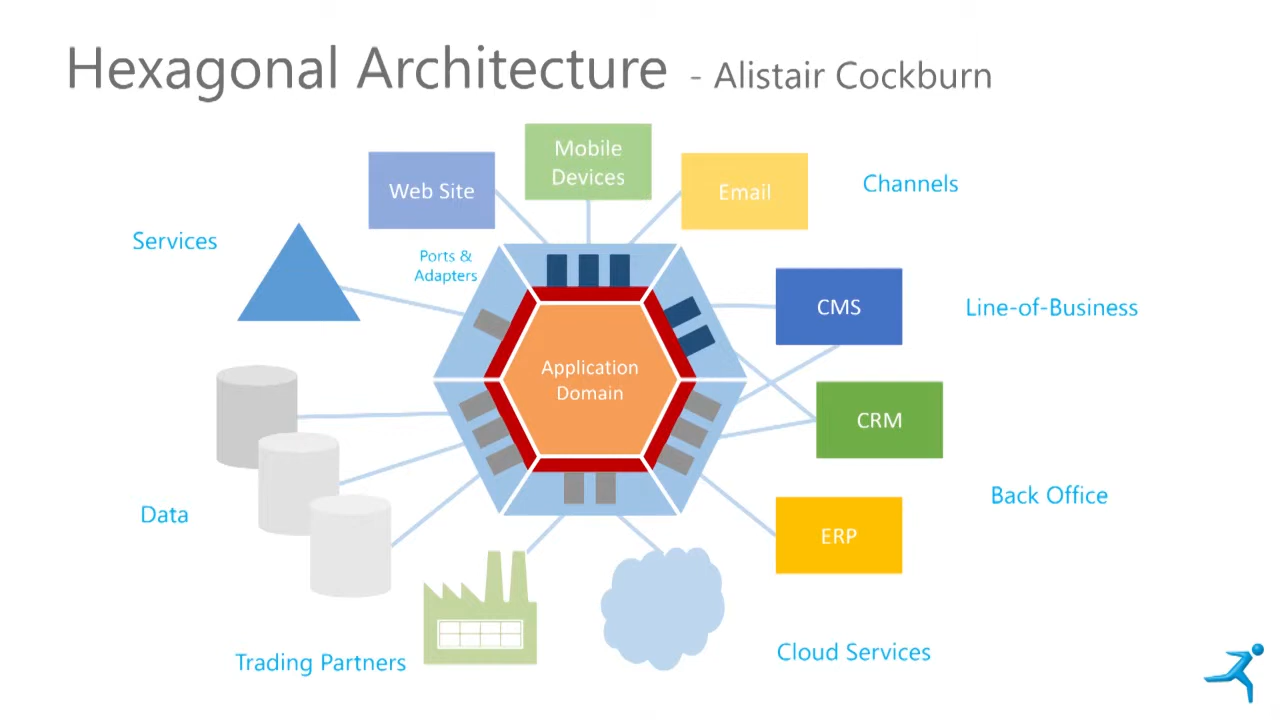 Hexagonal Architecture - Alistair Cockburn
Mobile
Devices
Web Site
Email
Channels
Services
Ports &
Adapters
CMS
Line-of-Business
Application
Domain
CRM
Back Office
Data
ERP
Trading Partners
Cloud Services